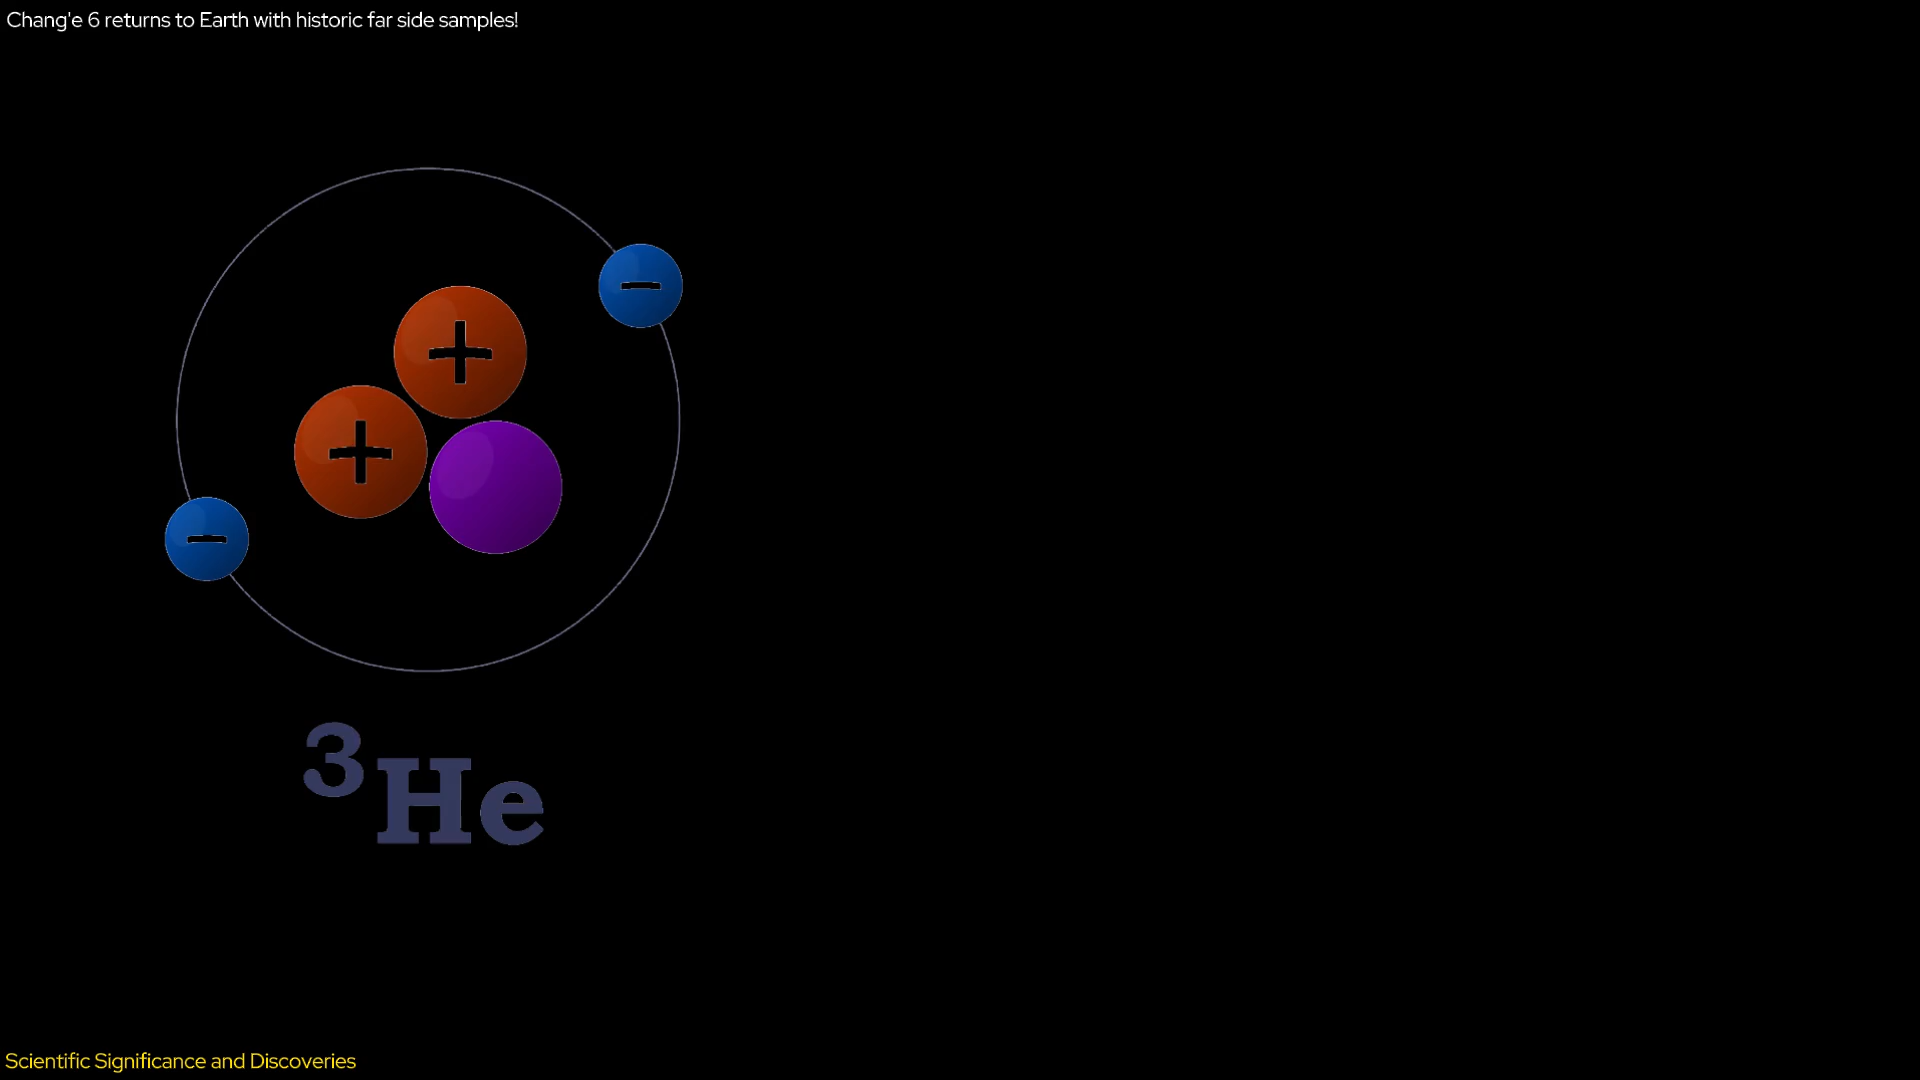 Chang'e 6 returns to Earth with historic far side samples!
+
−
+
−
³He
Scientific Significance and Discoveries